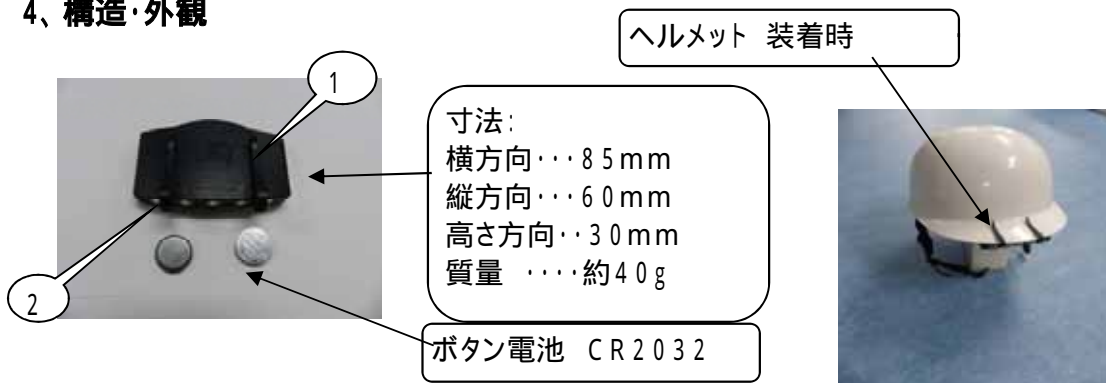 4、構造・外観
ヘルメット 装着時
1
寸法:
横方向・・・85mm
縦方向・・・60mm
高さ方向・・30mm
質量 ・・・・約40g
2
ボタン電池 CR2032